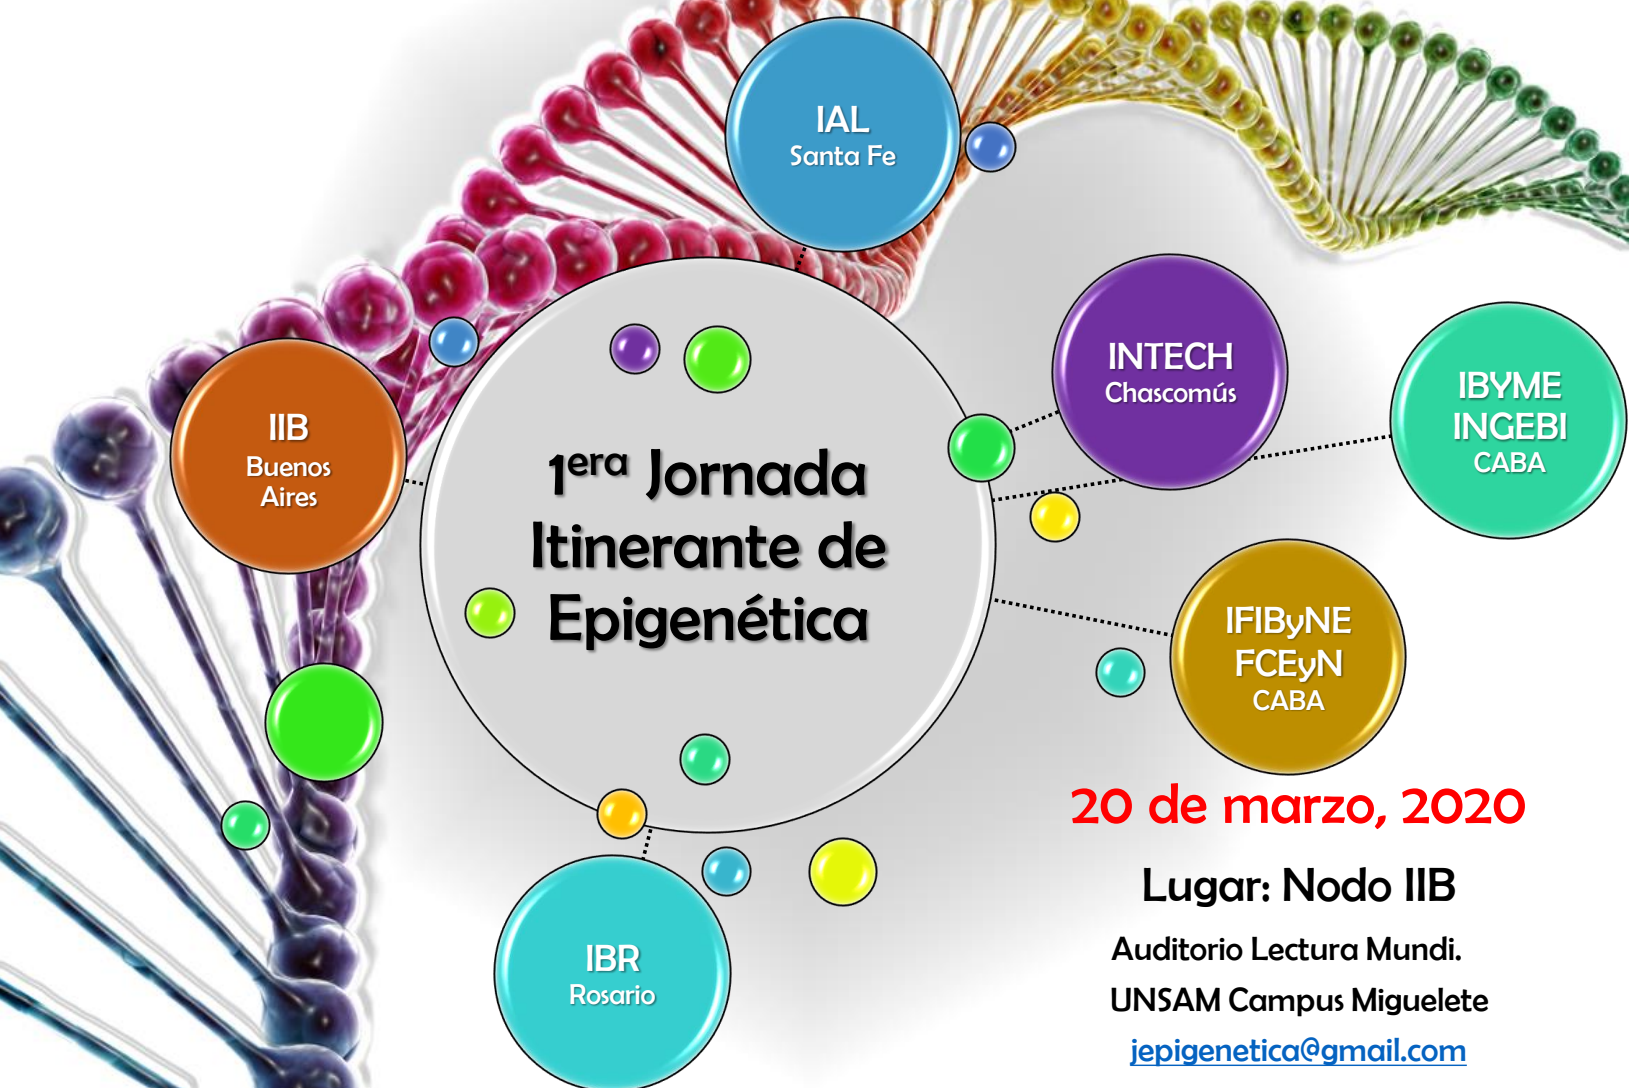 IAL
Santa Fe
INTECH
Chascomús
IBYME
INGEBI
CABA
IIB
Buenos
Aires
1era Jornada
Itinerante de
Epigenética
IFIByNE
FCEyN
CABA
IBR
Rosario
20 de marzo, 2020
Lugar: Nodo IIB
Auditorio Lectura Mundi.
UNSAM Campus Miguelete
jepigenetica@gmail.com